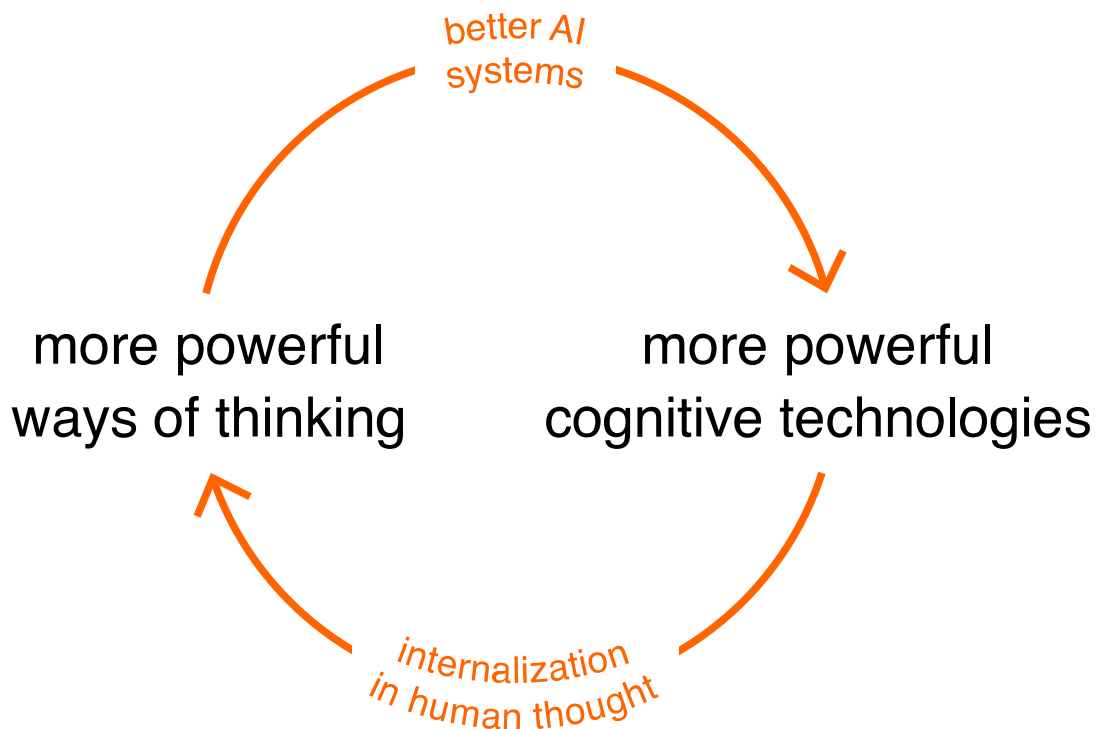 better AI
systems
more powerful
ways of thinking
more powerful
cognitive technologies
internalization
in human thought